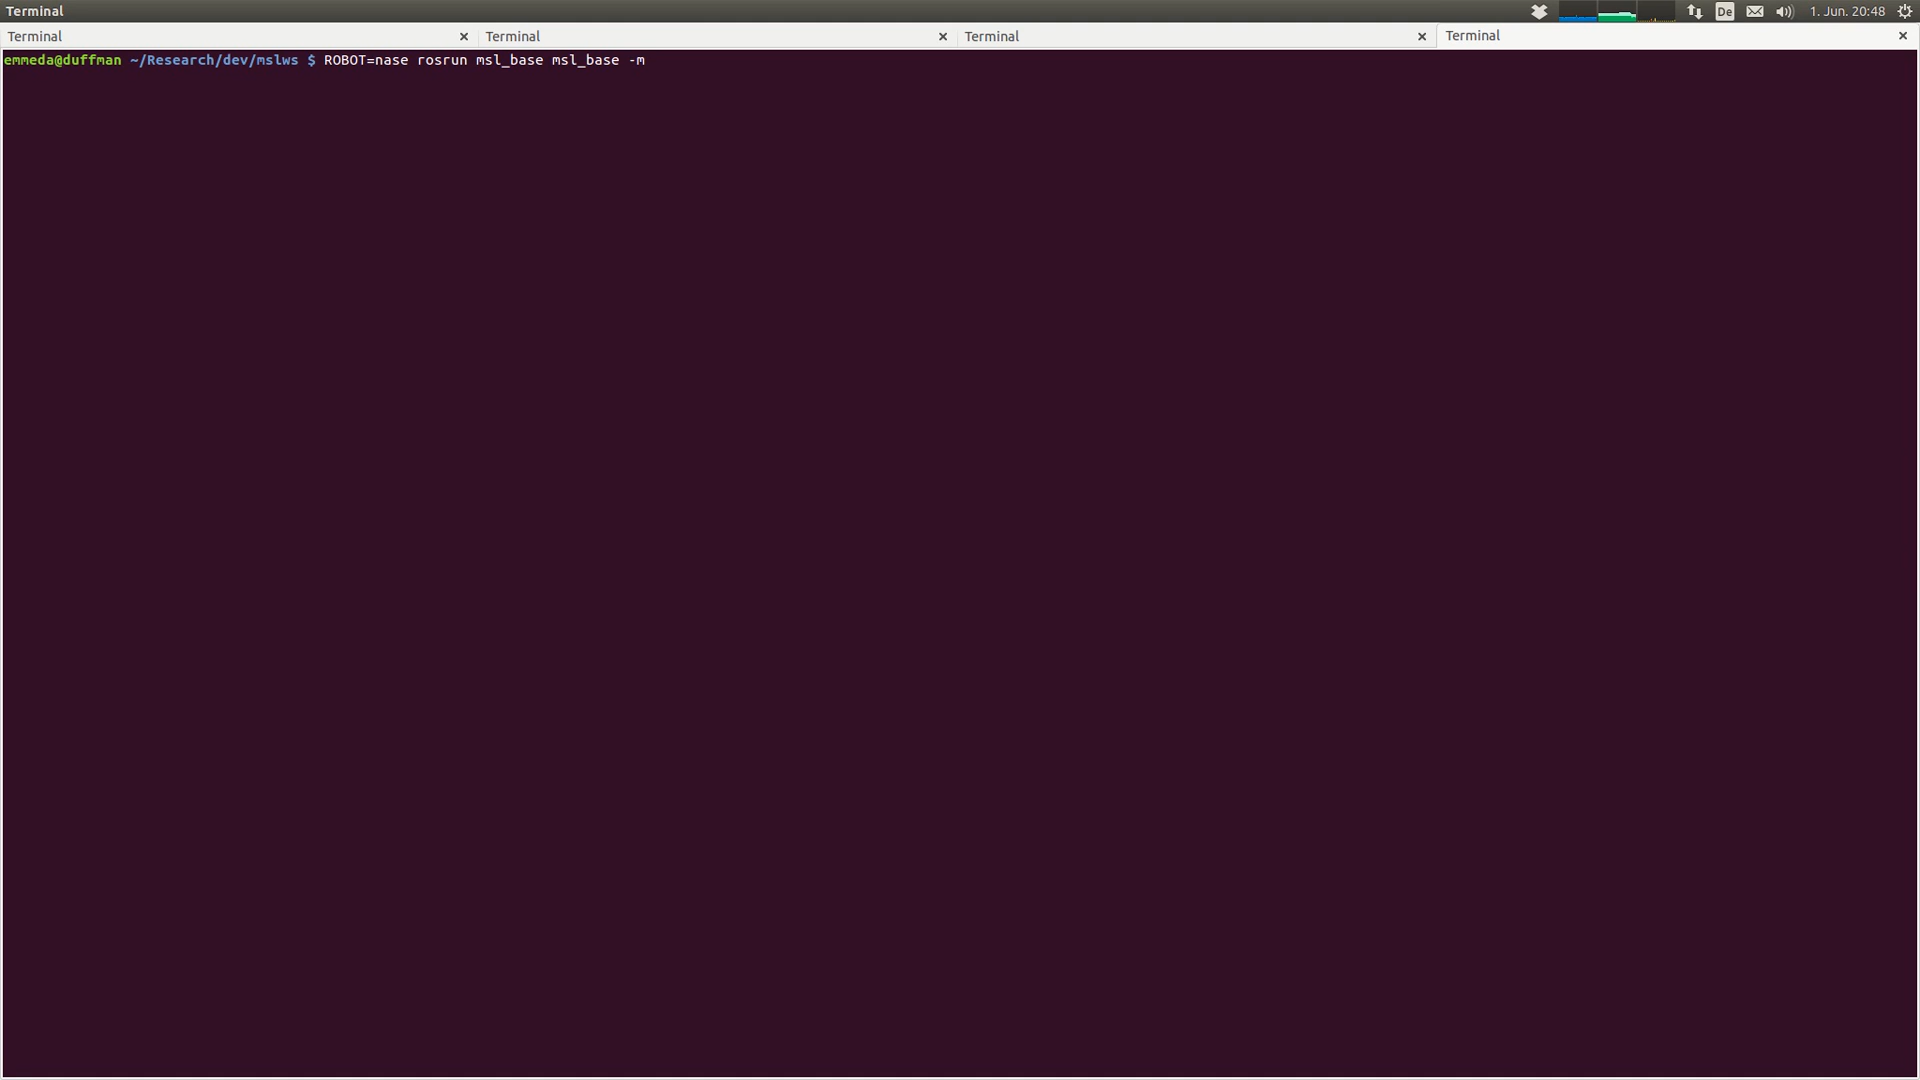 Terminal
De
1. Jun. 20:48
Terminal
Terminal
Terminal
Terminal
emmeda@duffman ~/Research/dev/mslws $ ROBOT=nase rosrun msl_base msl_base -m